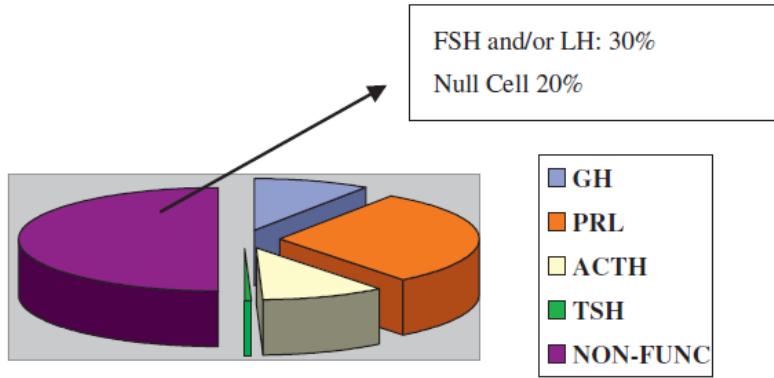 FSH and/or LH: 30%
Null Cell 20%
GH
PRL
ACTH
TSH
NON-FUNC